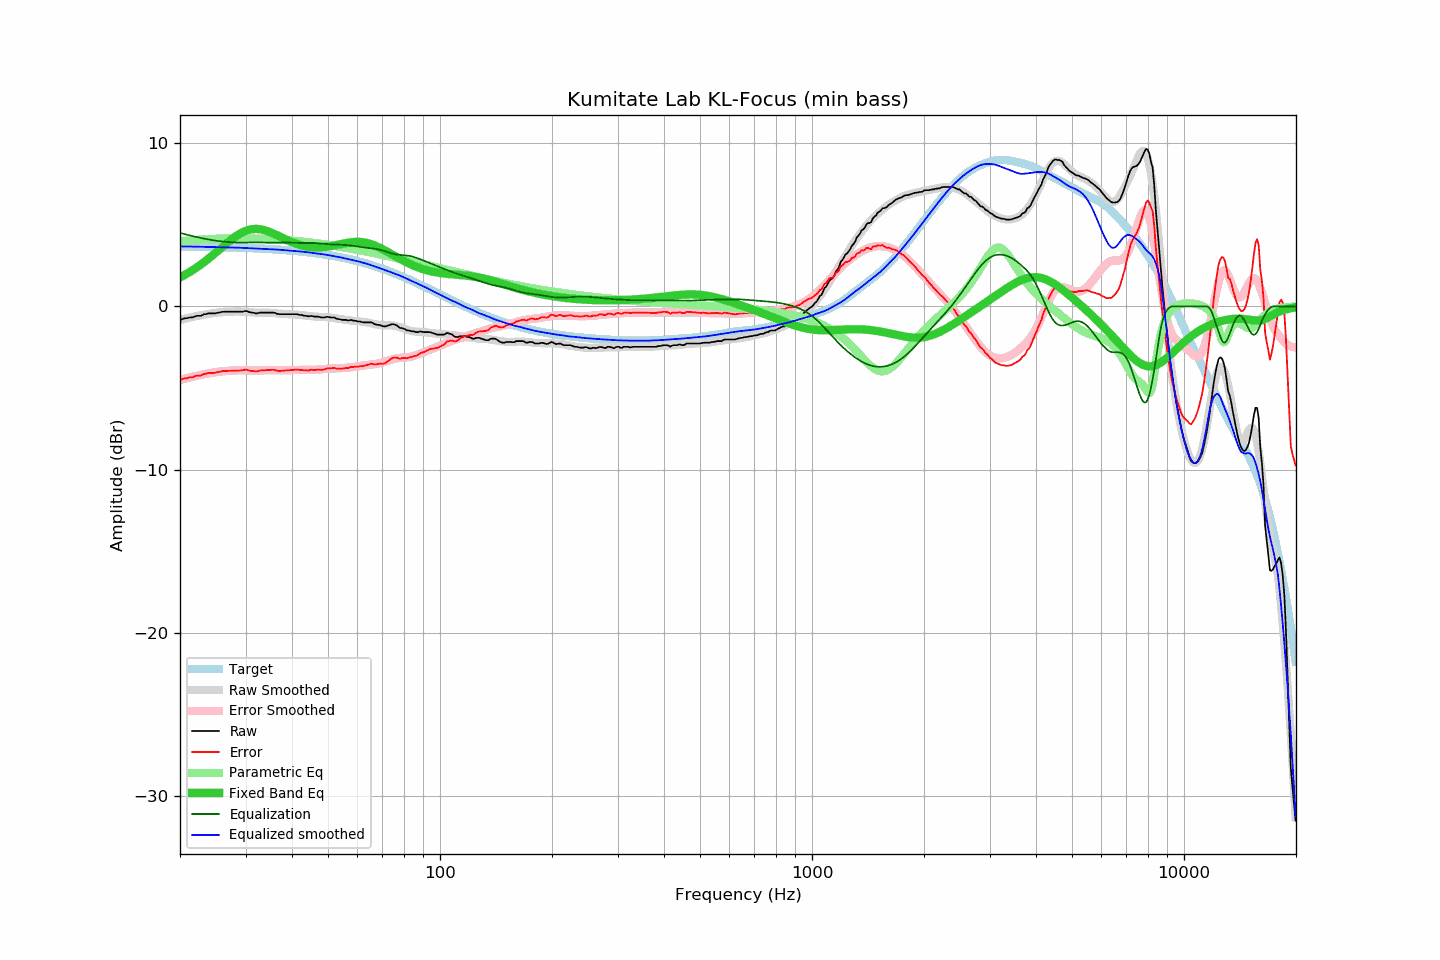 Kumitate Lab KL-Focus (min bass)
10
0
−10
−20
−30
Amplitude (dBr)
Target
Raw Smoothed
Error Smoothed
Raw
Error
Parametric Eq
Fixed Band Eq
Equalization
Equalized smoothed
100
1000
10000
Frequency (Hz)